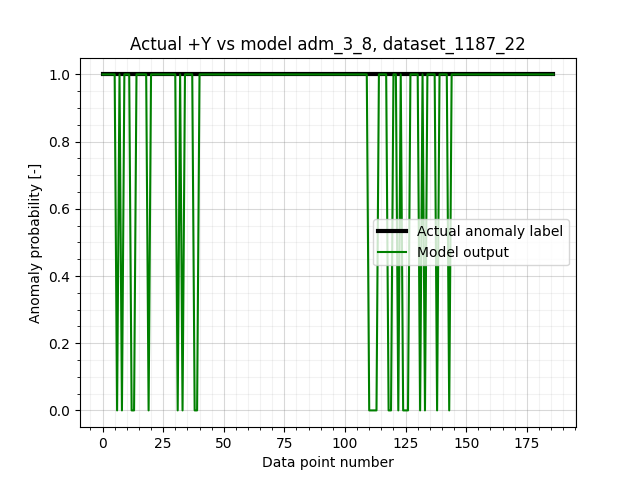 Actual +Y vs model adm_3_8, dataset_1187_22
Anomaly probability [-]
1.0
0.8
0.6
0.4
0.2
0.0
Actual anomaly label
Model output
0 25 50 75 100 125 150 175
Data point number